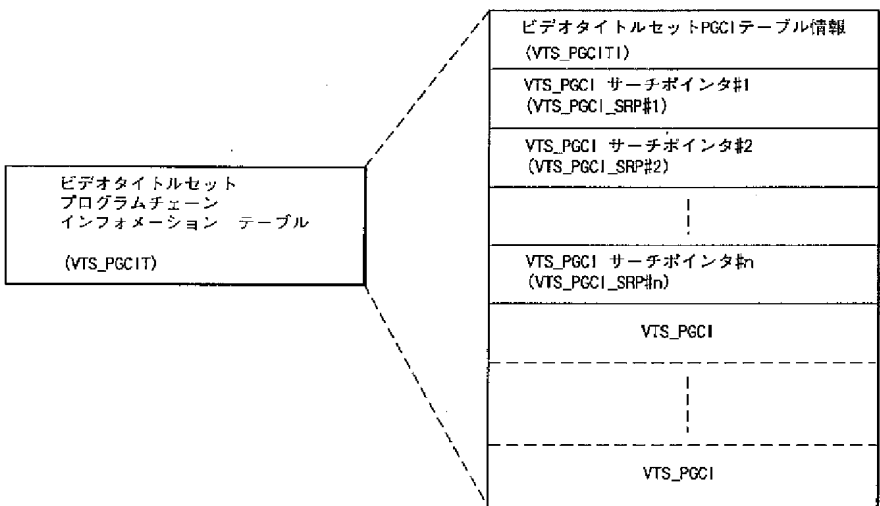 ビデオタイトルセット
プログラムチェーン
インフォメーション テーブル
(VTS_PGCIT)
ビデオタイトルセットPGCIテーブル情報
(VTS_PGCITI)
VTS_PGCI サーチポインタ#1
(VTS_PGCI_SRP#1)
VTS_PGCI サーチポインタ#2
(VTS_PGCI_SRP#2)
VTS_PGCI サーチポインタ#n
(VTS_PGCI_SRP#n)
VTS_PGCI
VTS_PGCI